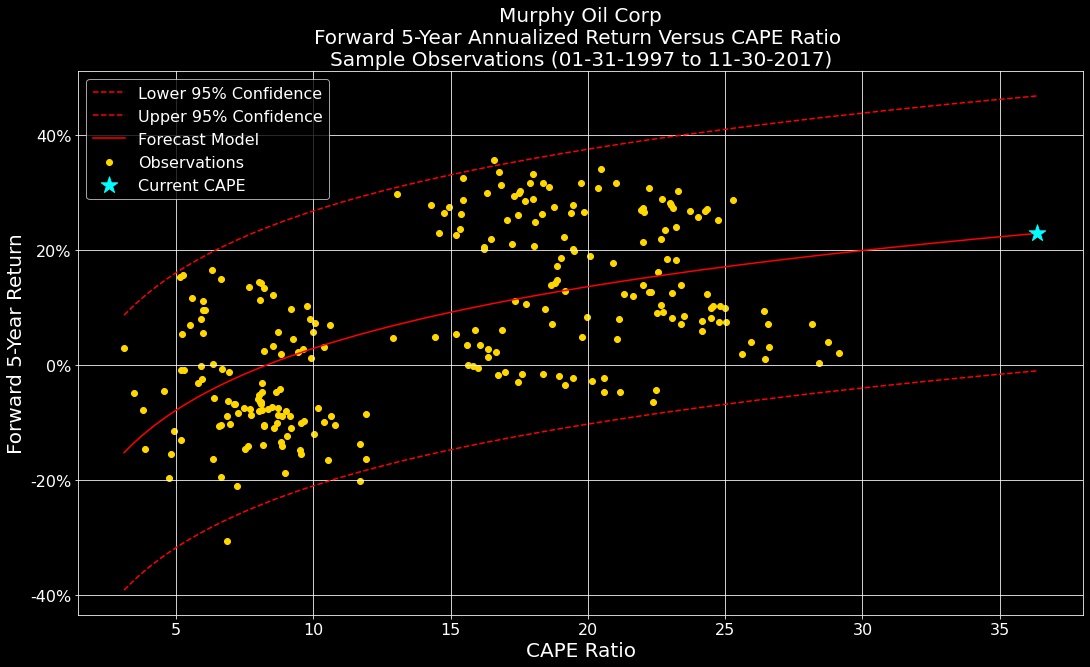 Murphy Oil Corp
Forward 5-Year Annualized Return Versus CAPE Ratio
Sample Observations (01-31-1997 to 11-30-2017)
Lower 95% Confidence
Upper 95% Confidence
Forecast Model
Observations
Current CAPE
Forward 5-Year Return
40%
20%
0%
-20%
-40%
5
10
15
20
25
30
35
CAPE Ratio